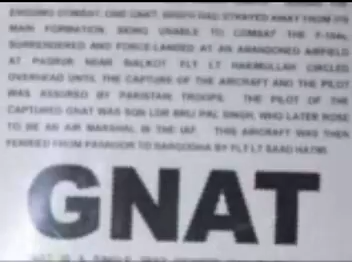 ENSUING COMBAT, ONE GNAT, WHICH HAD STRAYED AWAY FROM ITS
MAIN FORMATION, BEING UNABLE TO COMBAT THE F-104s,
SURRENDERED AND FORCE-LANDED AT AN ABANDONED AIRFIELD
AT PASRUR NEAR SIALKOT. FLT LT HAKIMULLAH CIRCLED
OVERHEAD UNTIL THE CAPTURE OF THE AIRCRAFT AND THE PILOT
WAS ASSURED BY PAKISTAN TROOPS. THE PILOT OF THE
CAPTURED GNAT WAS SQN LDR BRIJ PAL SINGH, WHO LATER ROSE
TO BE AN AIR MARSHAL IN THE IAF. THIS AIRCRAFT WAS THEN
FERRIED FROM TO SARGODHA BY FLT LT SAAD HATMI.
GNAT
IS A SINGLE SEAT